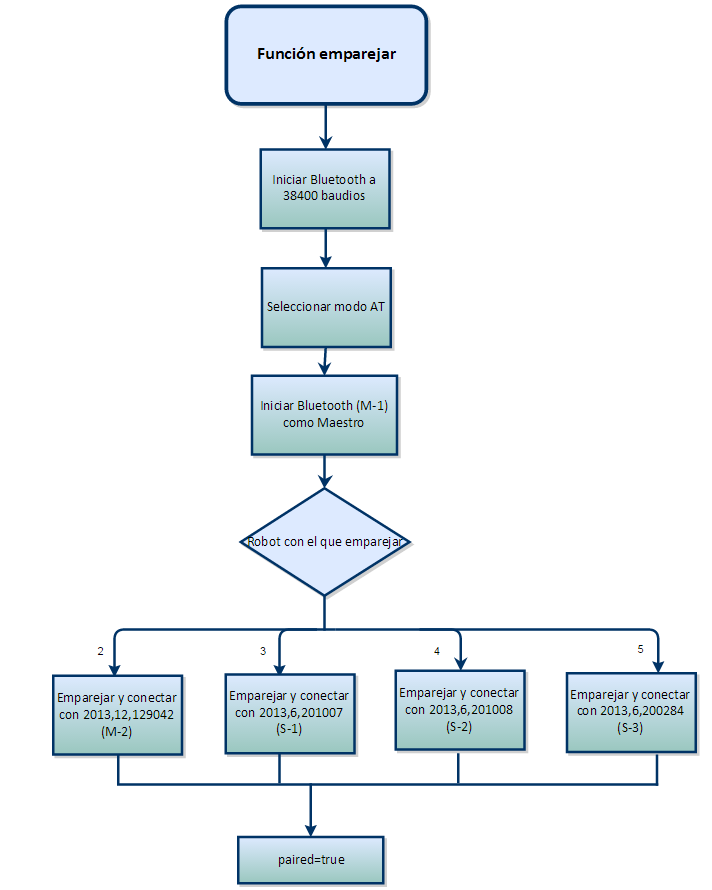 Función emparejar
Iniciar Bluetooth a
38400 baudios
Seleccionar modo AT
Iniciar Bluetooth (M-1)
como Maestro
Robot con el que emparejar
2
3
4
5
Emparejar y conectar
con 2013,12,129042
(M-2)
Emparejar y conectar
con 2013,6,201007
(S-1)
Emparejar y conectar
con 2013,6,201008
(S-2)
Emparejar y conectar
con 2013,6,200284
(S-3)
paired=true